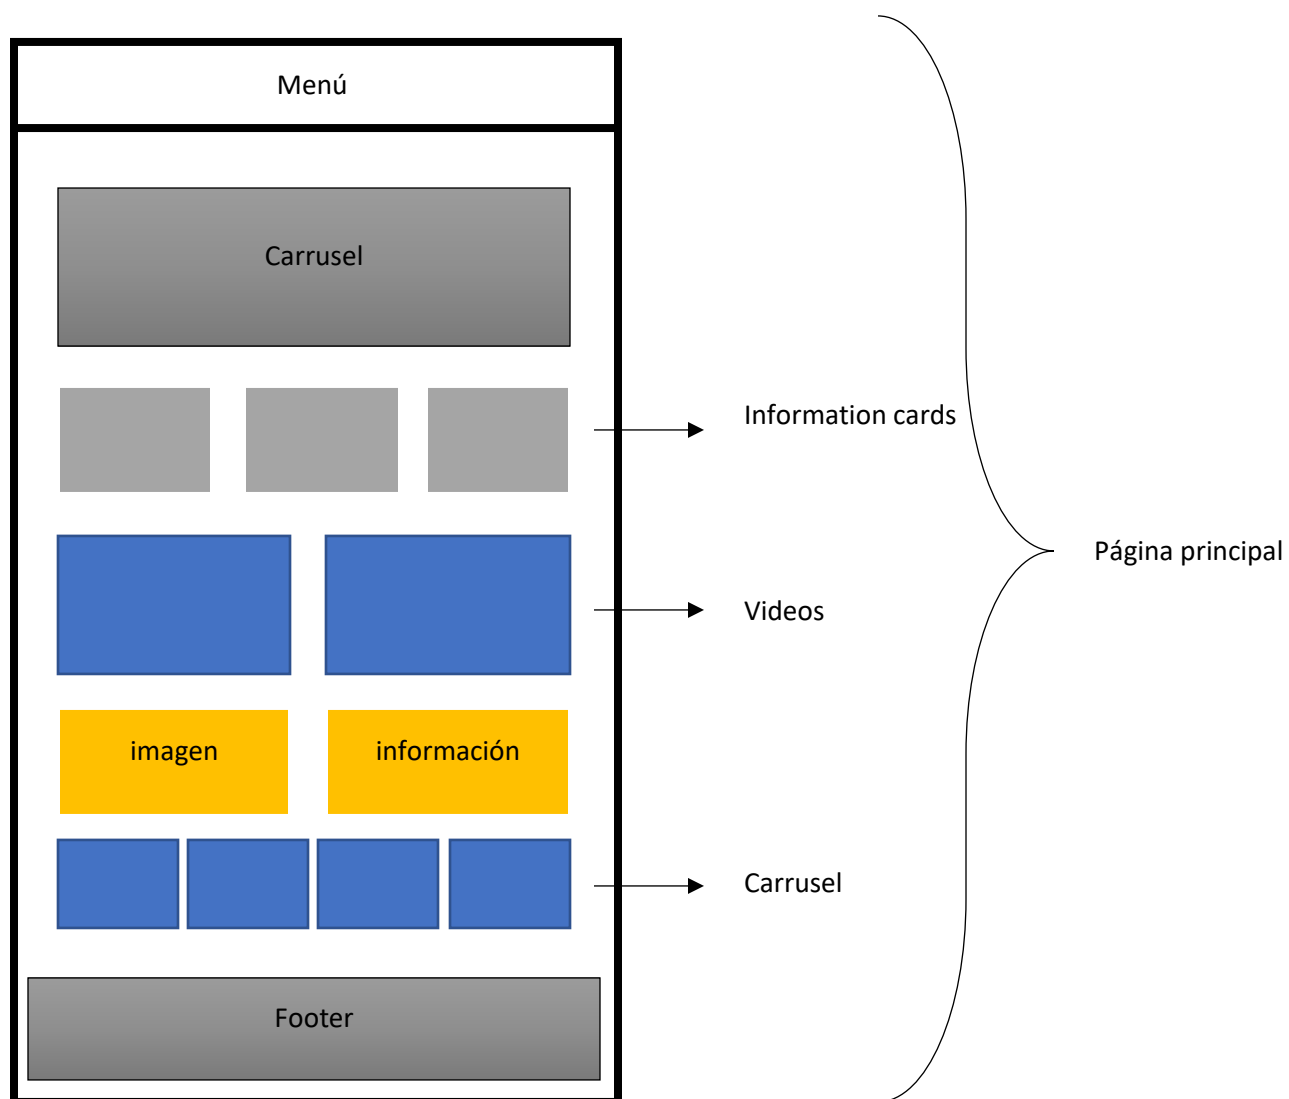 Menú
Carrusel
Information cards
Página principal
Videos
imagen
información
Carrusel
Footer